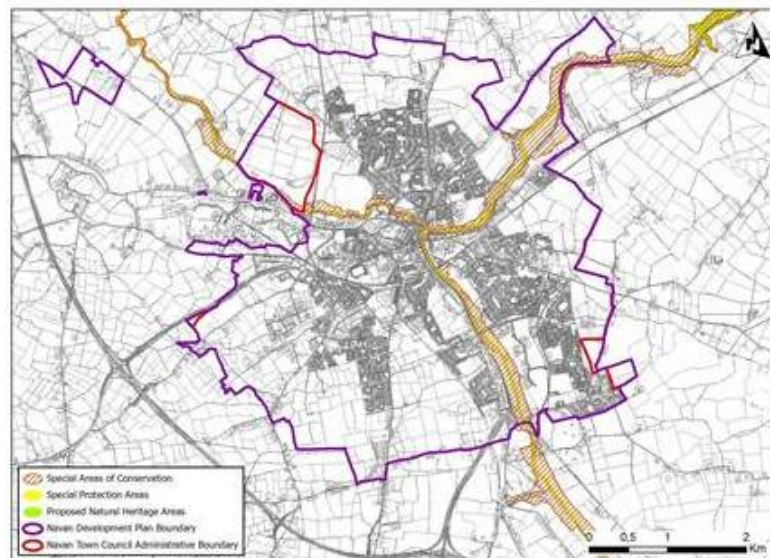 Special Areas of Conservation
Special Protection Areas
Proposed Natural Heritage Areas
Navan Development Plan Boundary
Navan Town Council Administrative Boundary
0 0,5 1 2
Km